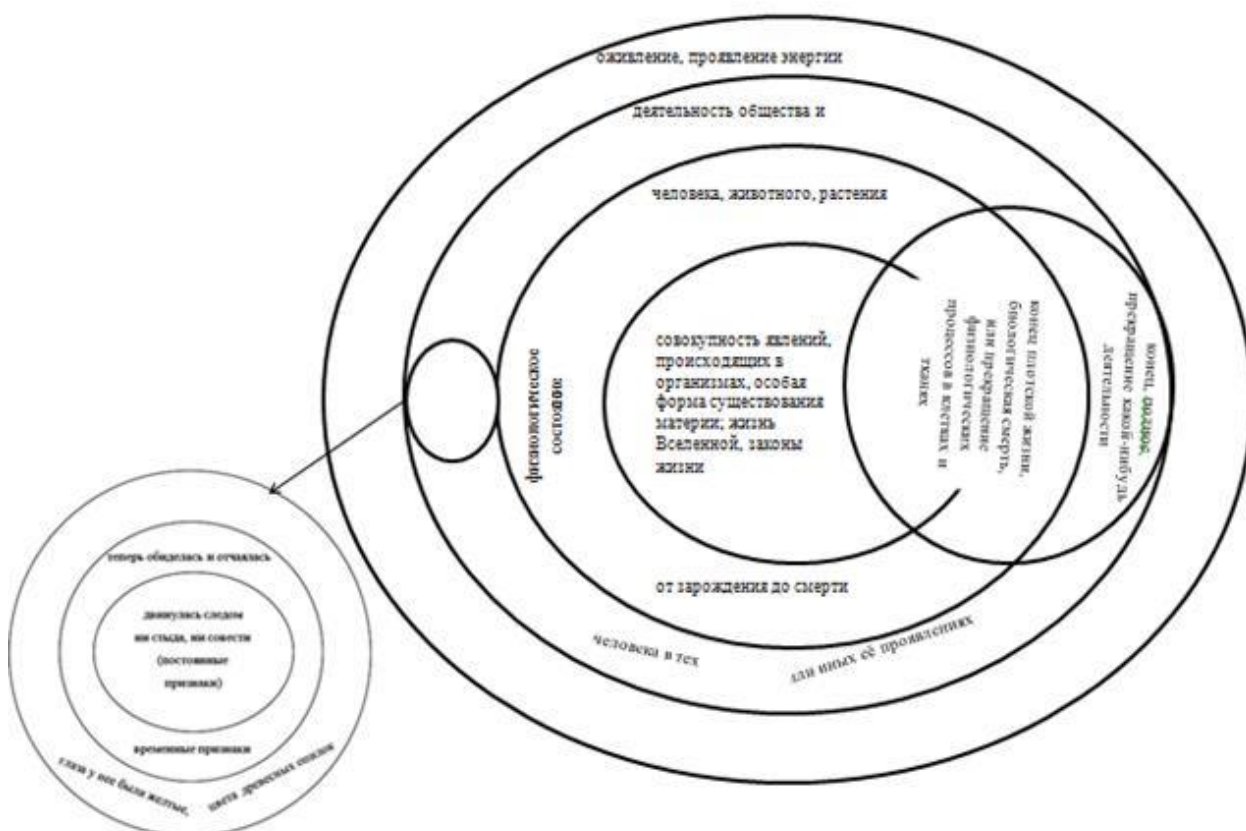 оживление, проявление энергии
деятельность общества и
человека, животного, растения
физиологическое
состояние
совокупность явлений,
происходящих в
организмах, особая
форма существования
материи; жизнь
Вселенной, законы
жизни
конец плотской жизни,
биологическая смерть,
или прекращение
физиологических
процессов в клетках и
тканях
конец, полное,
прекращение какой-нибудь
деятельности
от зарождения до смерти
человека в тех
или иных её проявлениях
теперь обиделась и отчаялась
двинулась следом
ни стыда, ни совести
(постоянные
признаки)
временные признаки
глаза у нее были желтые,
цвета древесных опилок